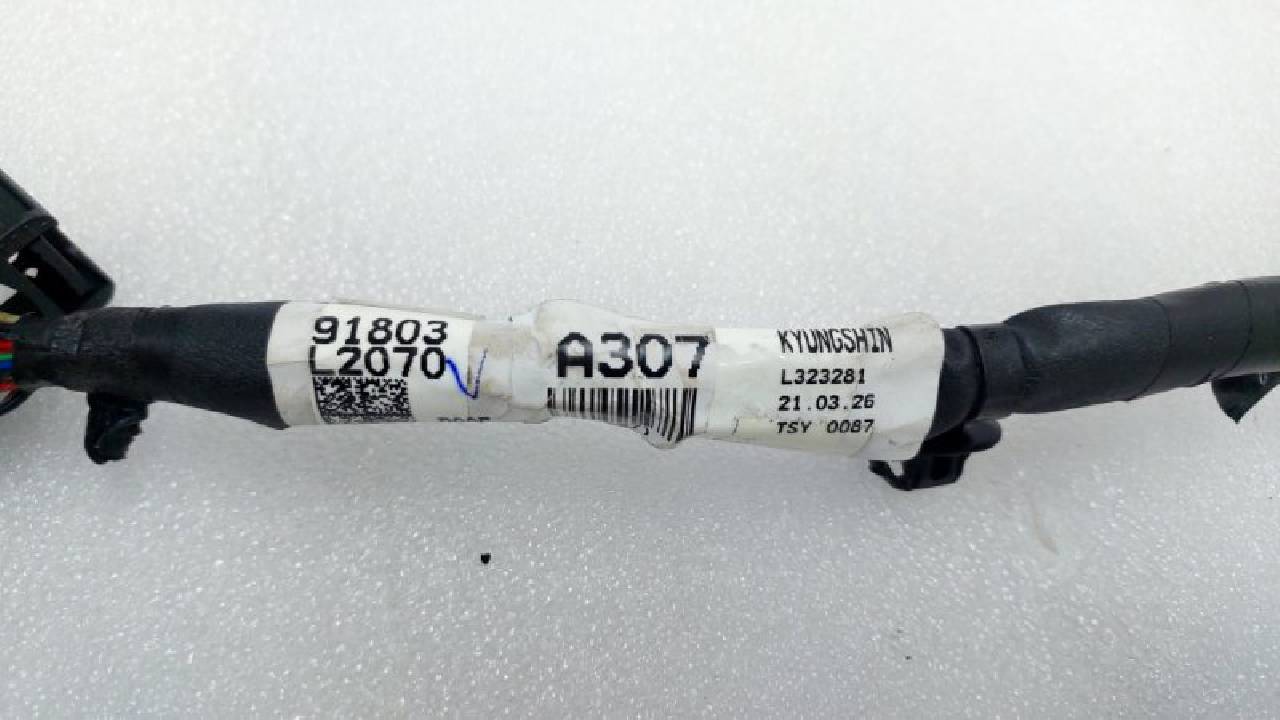 91803
L2070
A307
KYUNGSHIN
L323281
21.03.26
TSY 0087